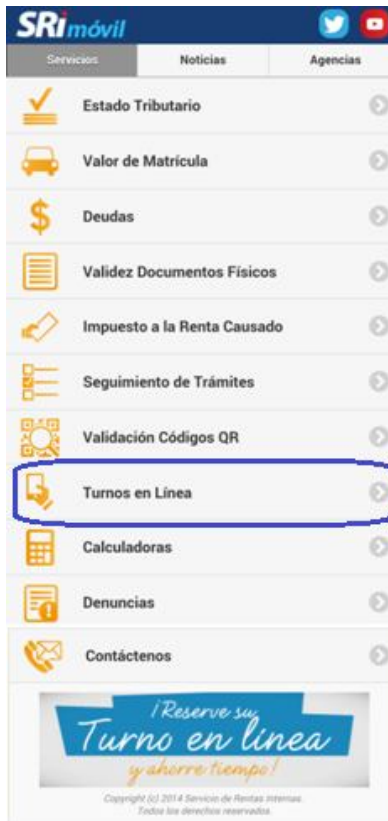 SRi móvil
Servicios Noticias Agencias
Estado Tributario
Valor de Matrícula
Deudas
Validez Documentos Físicos
Impuesto a la Renta Causado
Seguimiento de Trámites
Validación Códigos QR
Turnos en Línea
Calculadoras
Denuncias
Contáctenos
¡Reserve su
Turno en línea
y ahorre tiempo!
Copyright (c) 2014 Servicio de Rentas Internas.
Todos los derechos reservados.